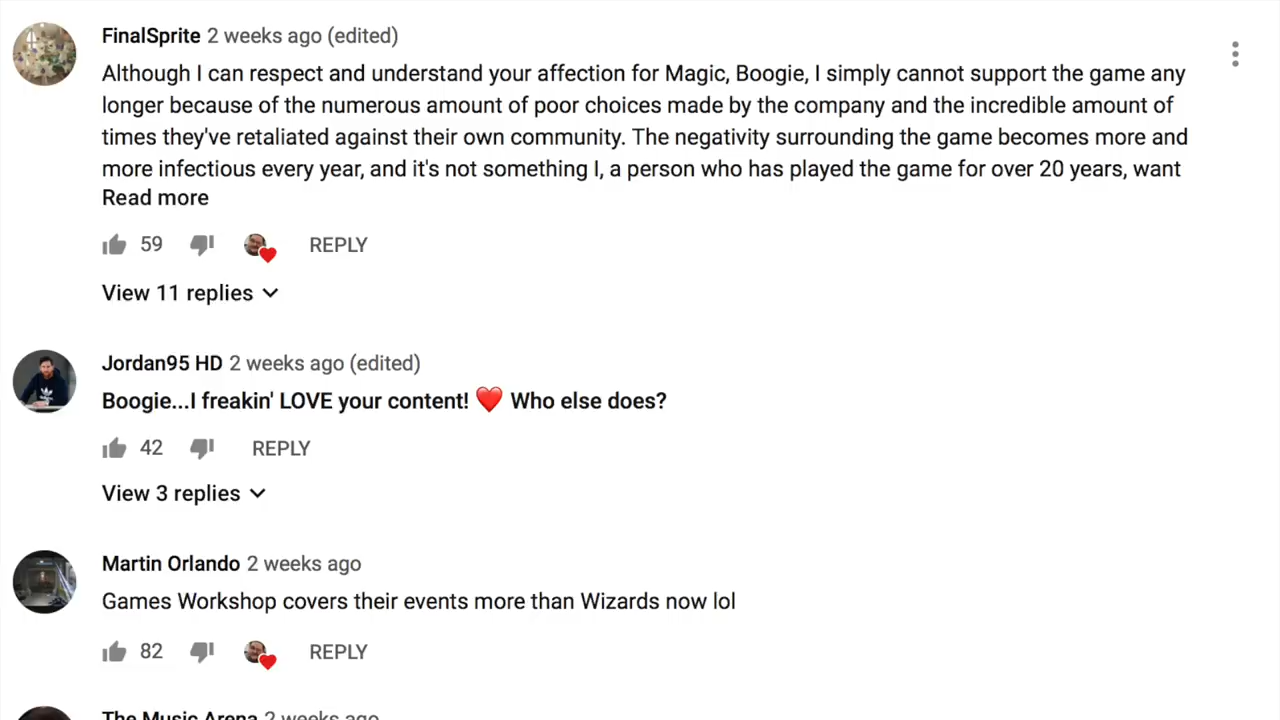 FinalSprite 2 weeks ago (edited)
Although I can respect and understand your affection for Magic, Boogie, I simply cannot support the game any
longer because of the numerous amount of poor choices made by the company and the incredible amount of
times they've retaliated against their own community. The negativity surrounding the game becomes more and
more infectious every year, and it's not something I, a person who has played the game for over 20 years, want
Read more
59 REPLY
View 11 replies
Jordan95 HD 2 weeks ago (edited)
Boogie...I freakin' LOVE your content! ❤️ Who else does?
42 REPLY
View 3 replies
Martin Orlando 2 weeks ago
Games Workshop covers their events more than Wizards now lol
82 REPLY
The Music Arena 2 weeks ago